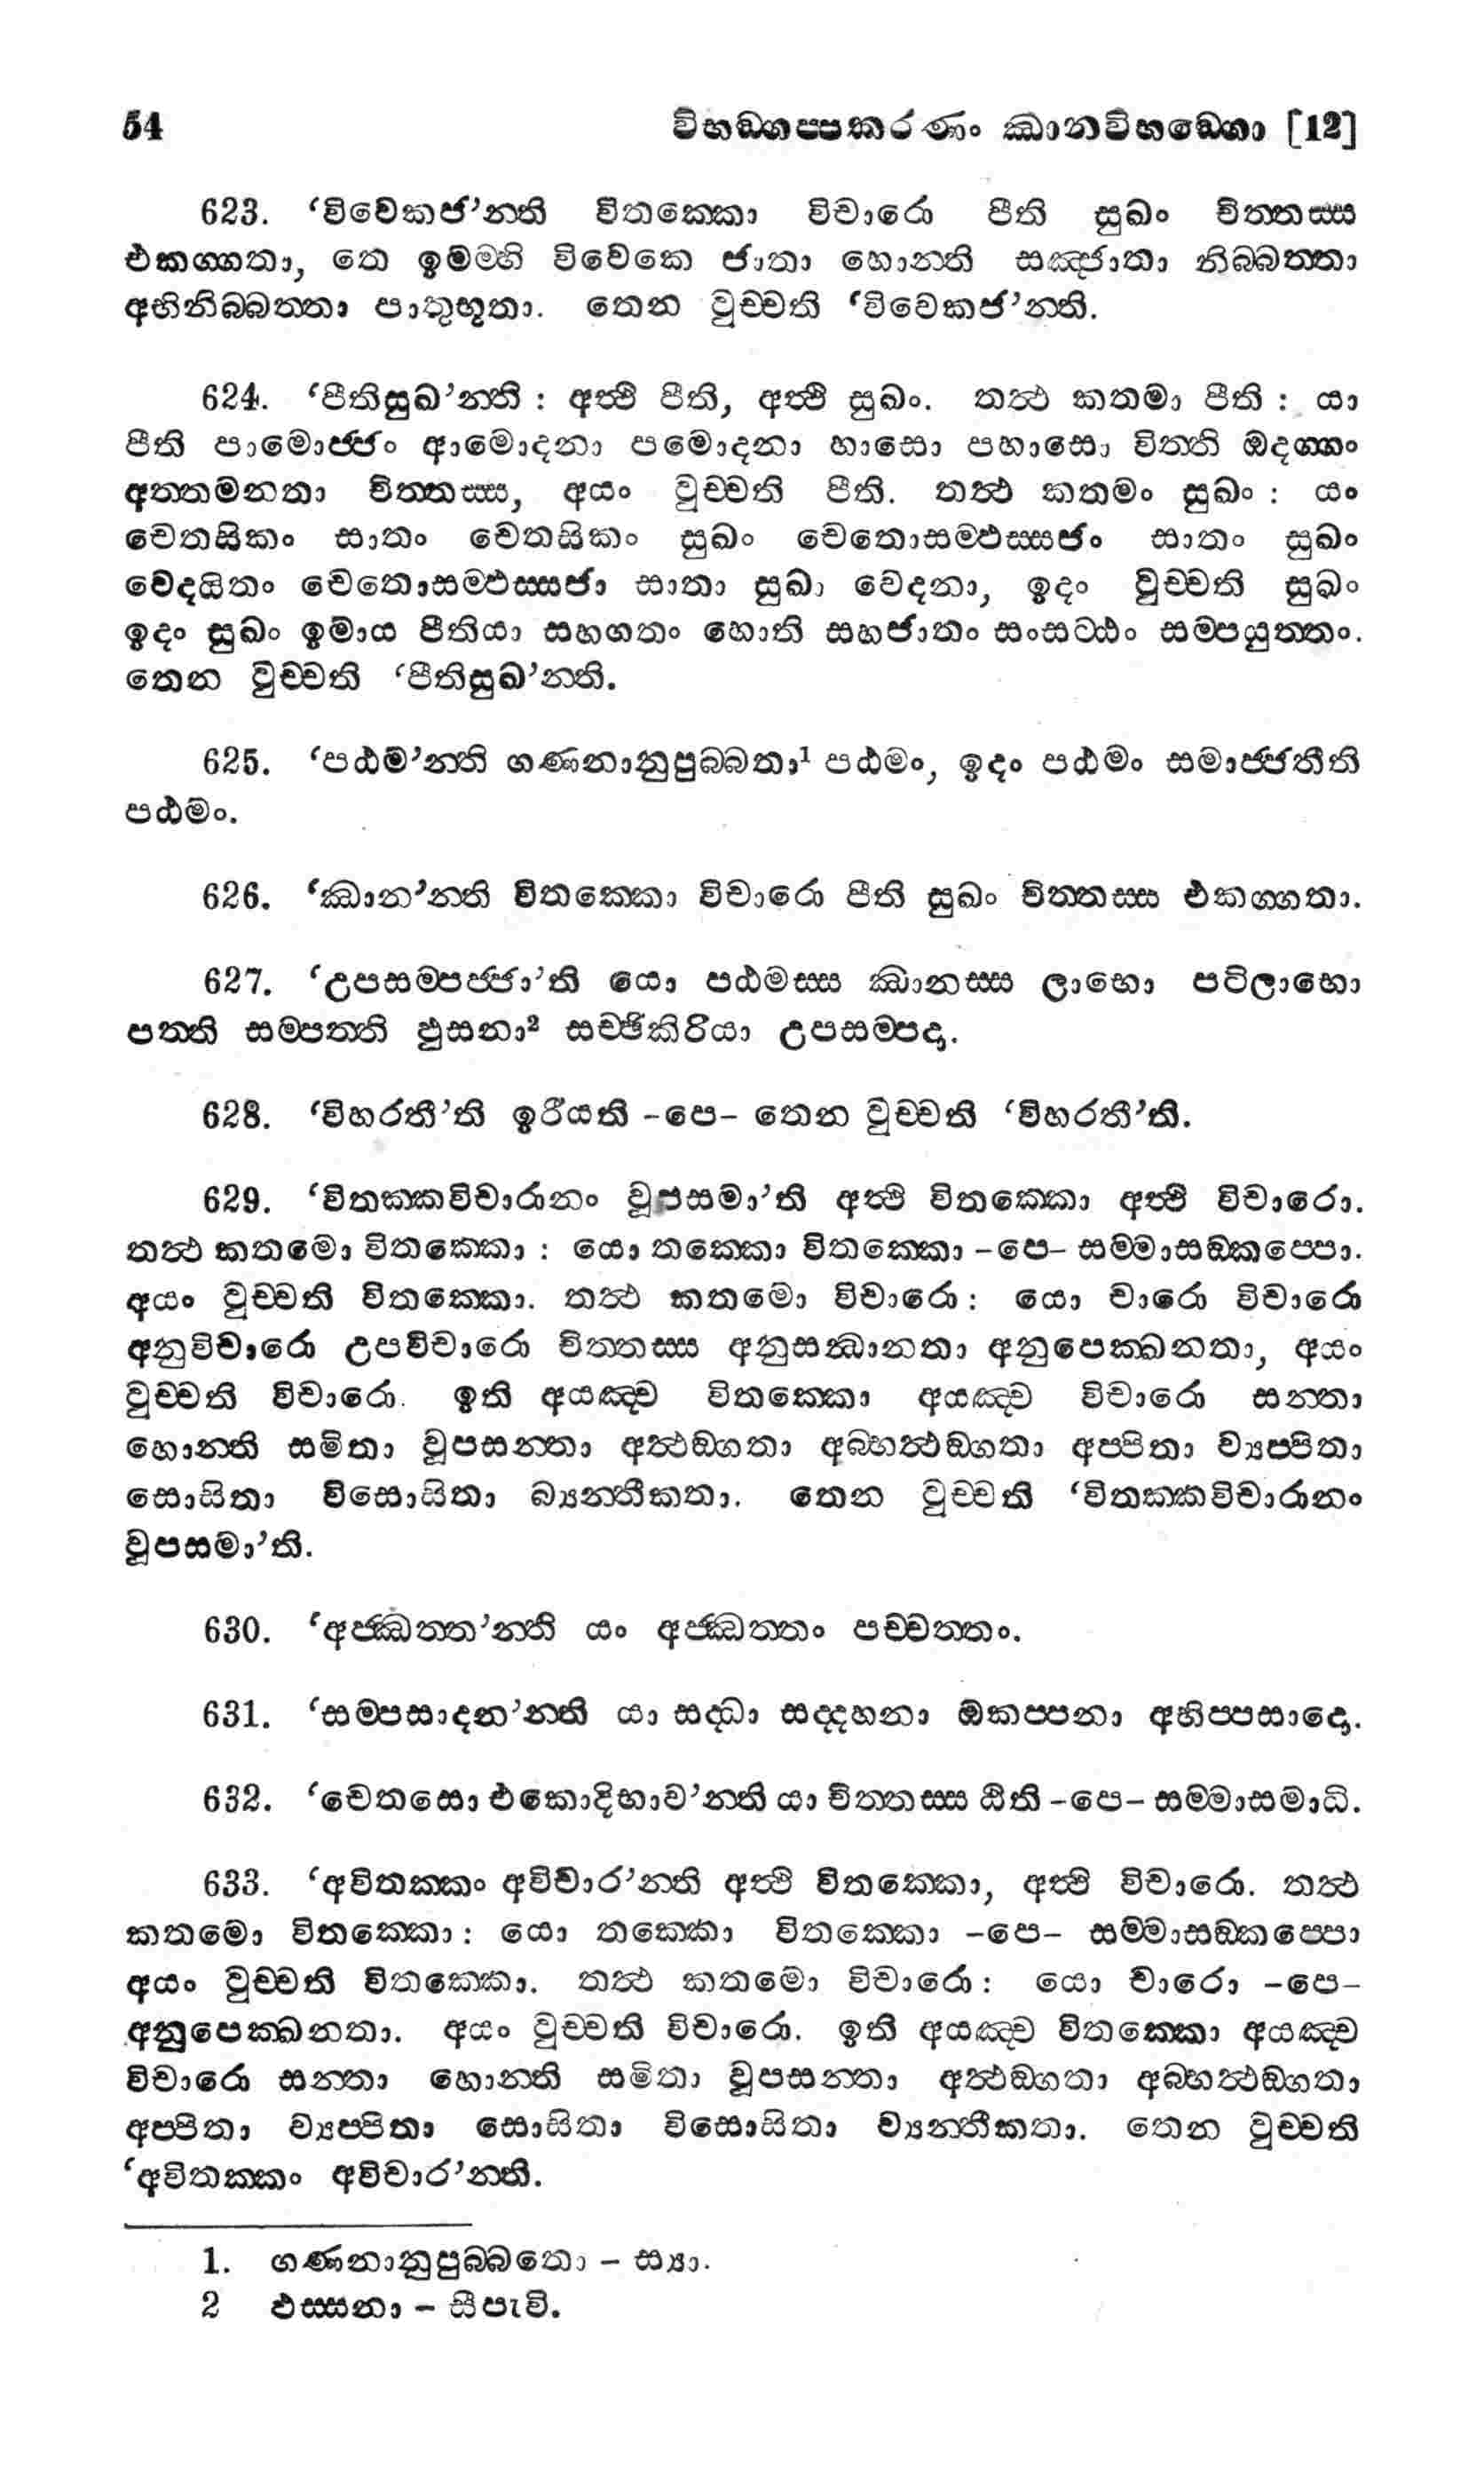 54 විභඞ්ගප්පකරණං ඣානවිභඞ්ගො [12]
623. ‘විවෙකජ’න්ති විතක්කො විචාරො පීති සුඛං චිත්තස්ස
එකග්ගතා, තෙ ඉමම්හි විවෙකෙ ජාතා හොන්ති සඤ්ජාතා නිබ්බත්තා
අභිනිබ්බත්තා පාතුභූතා. තෙන වුච්චති ‘විවෙකජ’න්ති.
624. ‘පීතිසුඛ’න්ති : අත්ථි පීති, අත්ථි සුඛං. තත්ථ කතමා පීති : යා
පීති පාමොජ්ජං ආමොදනා පමොදනා හාසො පහාසො විත්ති ඔදග්ගං
අත්තමනතා චිත්තස්ස, අයං වුච්චති පීති. තත්ථ කතමං සුඛං : යං
චෙතසිකං සාතං චෙතසිකං සුඛං චෙතොසම්ඵස්සජං සාතං සුඛං
වෙදයිතං චෙතොසම්ඵස්සජා සාතා සුඛා වෙදනා, ඉදං වුච්චති සුඛං
ඉදං සුඛං ඉමාය පීතියා සහගතං හොති සහජාතං සංසට්ඨං සම්පයුත්තං.
තෙන වුච්චති ‘පීතිසුඛ’න්ති.
625. ‘පඨම’න්ති ගණනානුපුබ්බතා¹ පඨමං, ඉදං පඨමං සමාජ්ජතීති
පඨමං.
626. ‘ඣාන’න්ති විතක්කො විචාරො පීති සුඛං චිත්තස්ස එකග්ගතා.
627. ‘උපසම්පජ්ජා’ති යො පඨමස්ස ඣානස්ස ලාභො පටිලාභො
පත්ති සම්පත්ති ඵුසනා² සච්ඡිකිරියා උපසම්පදා.
628. ‘විහරතී’ති ඉරීයති -පෙ- තෙන වුච්චති ‘විහරතී’ති.
629. ‘විතක්කවිචාරානං වූපසමා’ති අත්ථි විතක්කො අත්ථි විචාරො.
තත්ථ කතමො විතක්කො : යො තක්කො විතක්කො -පෙ- සම්මාසඞ්කප්පො.
අයං වුච්චති විතක්කො. තත්ථ කතමො විචාරො : යො චාරො විචාරො
අනුවිචාරො උපවිචාරො චිත්තස්ස අනුසන්ධානතා අනුපෙක්ඛනතා, අයං
වුච්චති විචාරො. ඉති අයඤ්ච විතක්කො අයඤ්ච විචාරො සන්තා
හොන්ති සමිතා වූපසන්තා අත්ථඞ්ගතා අබ්භත්ථඞ්ගතා අප්පිතා ව්‍යප්පිතා
සොසිතා විසොසිතා බ්‍යන්තීකතා. තෙන වුච්චති ‘විතක්කවිචාරානං
වූපසමා’ති.
630. ‘අජ්ඣත්ත’න්ති යං අජ්ඣත්තං පච්චත්තං.
631. ‘සම්පසාදන’න්ති යා සද්ධා සද්දහනා ඔකප්පනා අභිප්පසාදො.
632. ‘චෙතසො එකොදිභාව’න්ති යා චිත්තස්ස ඨිති -පෙ- සම්මාසමාධි.
633. ‘අවිතක්කං අවිචාර’න්ති අත්ථි විතක්කො, අත්ථි විචාරො. තත්ථ
කතමො විතක්කො : යො තක්කො විතක්කො -පෙ- සම්මාසඞ්කප්පො
අයං වුච්චති විතක්කො. තත්ථ කතමො විචාරො : යො චාරො -පෙ-
අනුපෙක්ඛනතා. අයං වුච්චති විචාරො. ඉති අයඤ්ච විතක්කො අයඤ්ච
විචාරො සන්තා හොන්ති සමිතා වූපසන්තා අත්ථඞ්ගතා අබ්භත්ථඞ්ගතා
අප්පිතා ව්‍යප්පිතා සොසිතා විසොසිතා ව්‍යන්තීකතා. තෙන වුච්චති
‘අවිතක්කං අවිචාර’න්ති.
1. ගණනානුපුබ්බතො – ස්‍යා.
2 ඵස්සනා – සීපැවි.